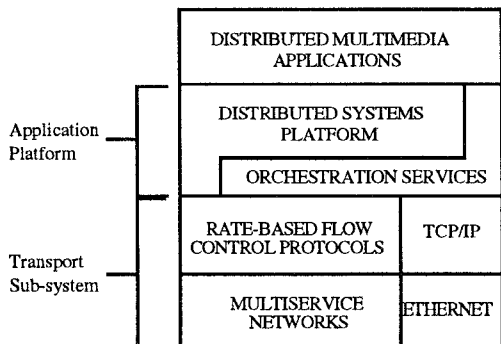 DISTRIBUTED MULTIMEDIA
APPLICATIONS
Application
Platform
DISTRIBUTED SYSTEMS
PLATFORM
ORCHESTRATION SERVICES
Transport
Sub-system
RATE-BASED FLOW
CONTROL PROTOCOLS
TCP/IP
MULTISERVICE
NETWORKS
ETHERNET